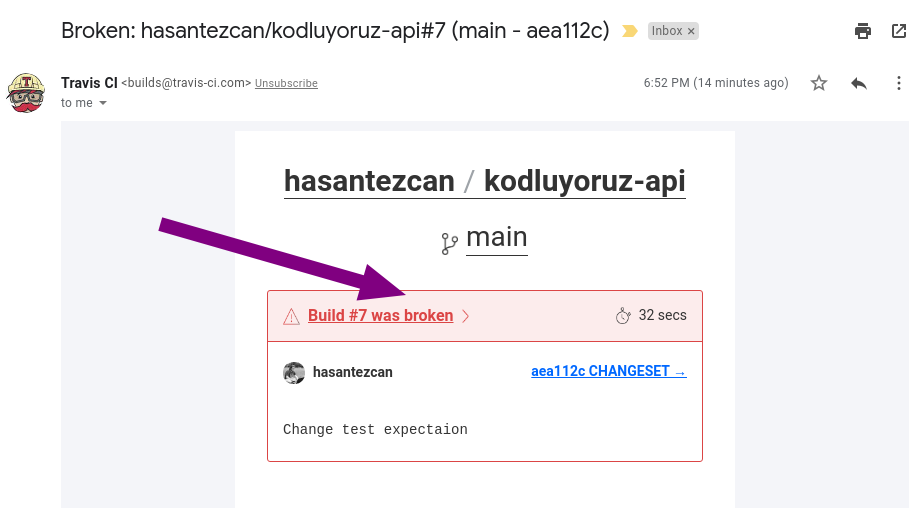 Broken: hasantezcan/kodluyoruz-api#7 (main - aea112c) Inbox ×
Travis CI <builds@travis-ci.com> Unsubscribe 6:52 PM (14 minutes ago)
to me
hasantezcan / kodluyoruz-api
main
Build #7 was broken 32 secs
hasantezcan aea112c CHANGESET →
Change test expectaion